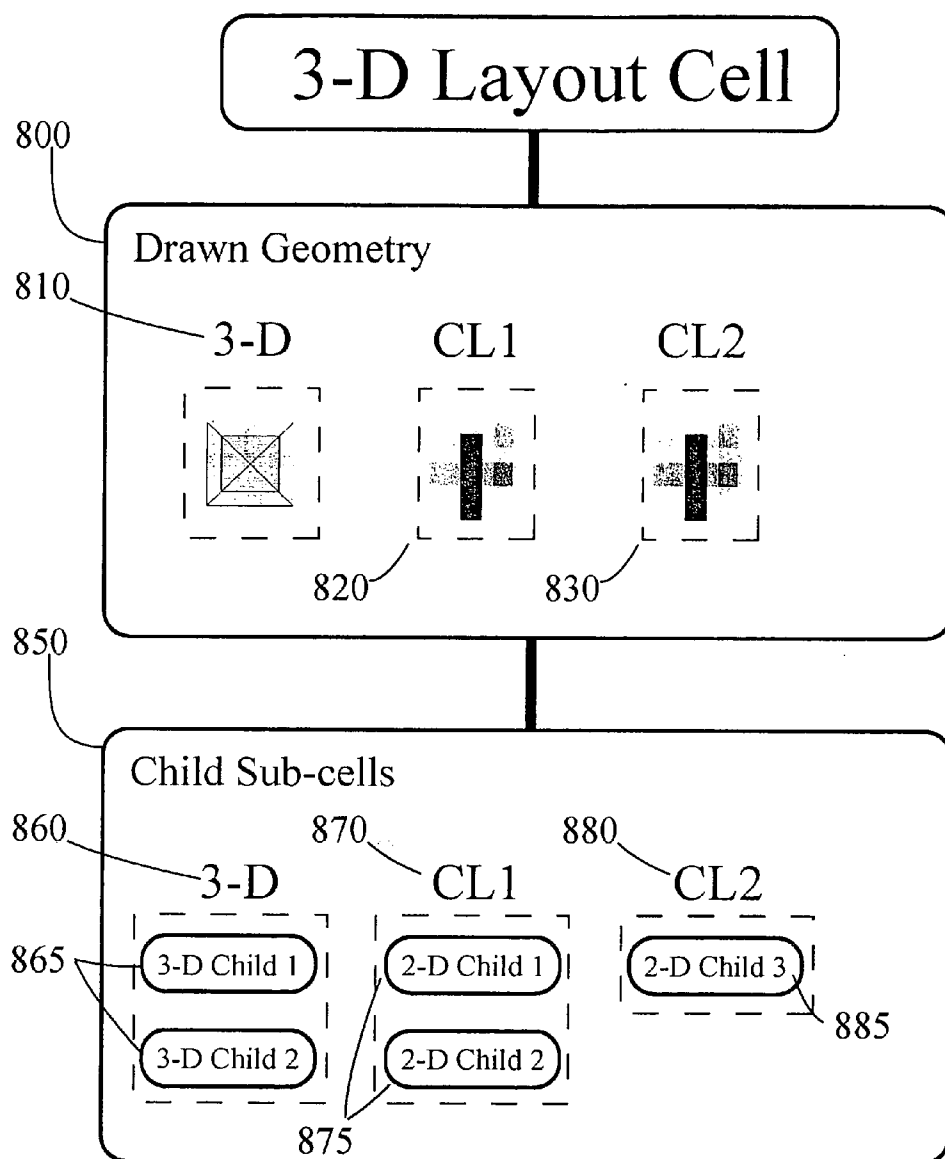 3-D Layout Cell
800
Drawn Geometry
810
3-D CL1 CL2
820 830
850
Child Sub-cells
860 870 880
3-D CL1 CL2
865 3-D Child 1 2-D Child 1 2-D Child 3
885
3-D Child 2 2-D Child 2
875